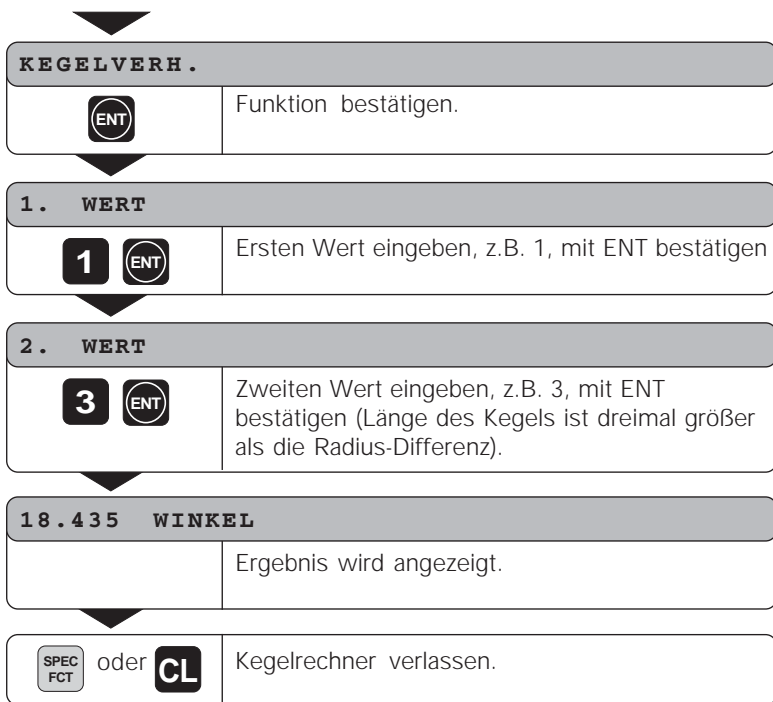 KEGELVERH.
ENT
Funktion bestätigen.
1. WERT
1 ENT
Ersten Wert eingeben, z.B. 1, mit ENT bestätigen
2. WERT
3 ENT
Zweiten Wert eingeben, z.B. 3, mit ENT
bestätigen (Länge des Kegels ist dreimal größer
als die Radius-Differenz).
18.435 WINKEL
Ergebnis wird angezeigt.
SPEC
FCT
oder CL
Kegelrechner verlassen.